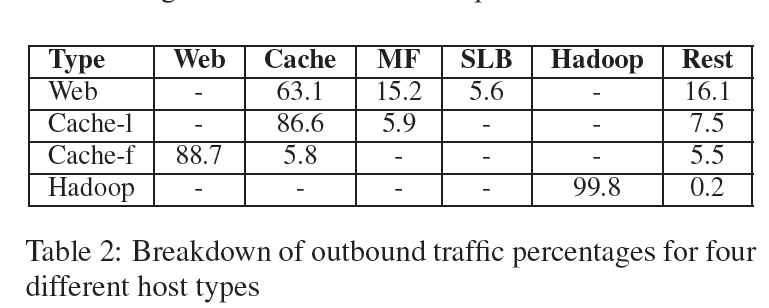 Type Web Cache MF SLB Hadoop Rest
Web - 63.1 15.2 5.6 - 16.1
Cache-l - 86.6 5.9 - - 7.5
Cache-f 88.7 5.8 - - - 5.5
Hadoop - - - - 99.8 0.2
Table 2: Breakdown of outbound traffic percentages for four
different host types